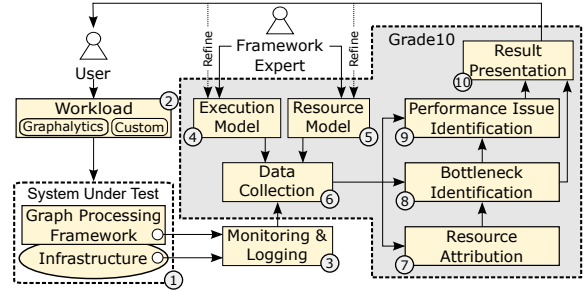 Refine
Refine
Framework
Expert
Grade10
User
Result
Presentation
10
Workload
2
Graphalytics
Custom
Execution
Model
4
Resource
Model
5
Performance Issue
Identification
9
Data
Collection
6
Bottleneck
Identification
8
System Under Test
Graph Processing
Framework
Infrastructure
1
Monitoring &
Logging
3
Resource
Attribution
7